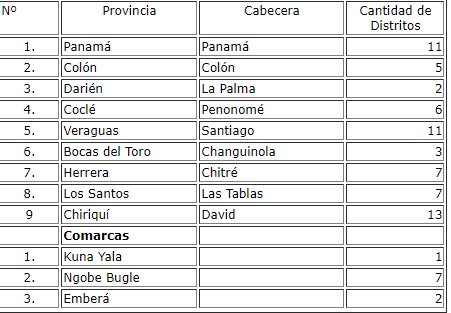 Nº Provincia Cabecera Cantidad de Distritos
1. Panamá Panamá 11
2. Colón Colón 5
3. Darién La Palma 2
4. Coclé Penonomé 6
5. Veraguas Santiago 11
6. Bocas del Toro Changuinola 3
7. Herrera Chitré 7
8. Los Santos Las Tablas 7
9 Chiriquí David 13
Comarcas
1. Kuna Yala 1
2. Ngobe Bugle 7
3. Emberá 2